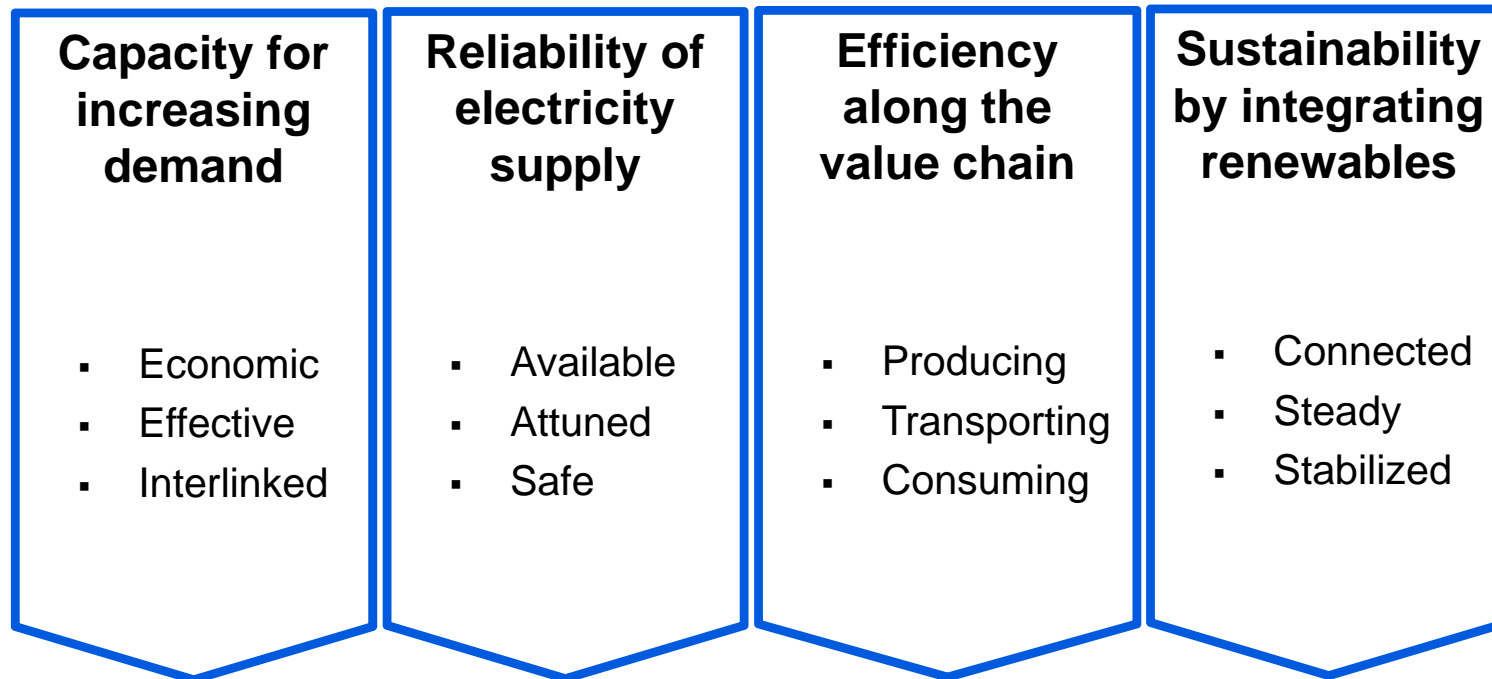 Capacity for
increasing
demand
▪ Economic
▪ Effective
▪ Interlinked
Reliability of
electricity
supply
▪ Available
▪ Attuned
▪ Safe
Efficiency
along the
value chain
▪ Producing
▪ Transporting
▪ Consuming
Sustainability
by integrating
renewables
▪ Connected
▪ Steady
▪ Stabilized